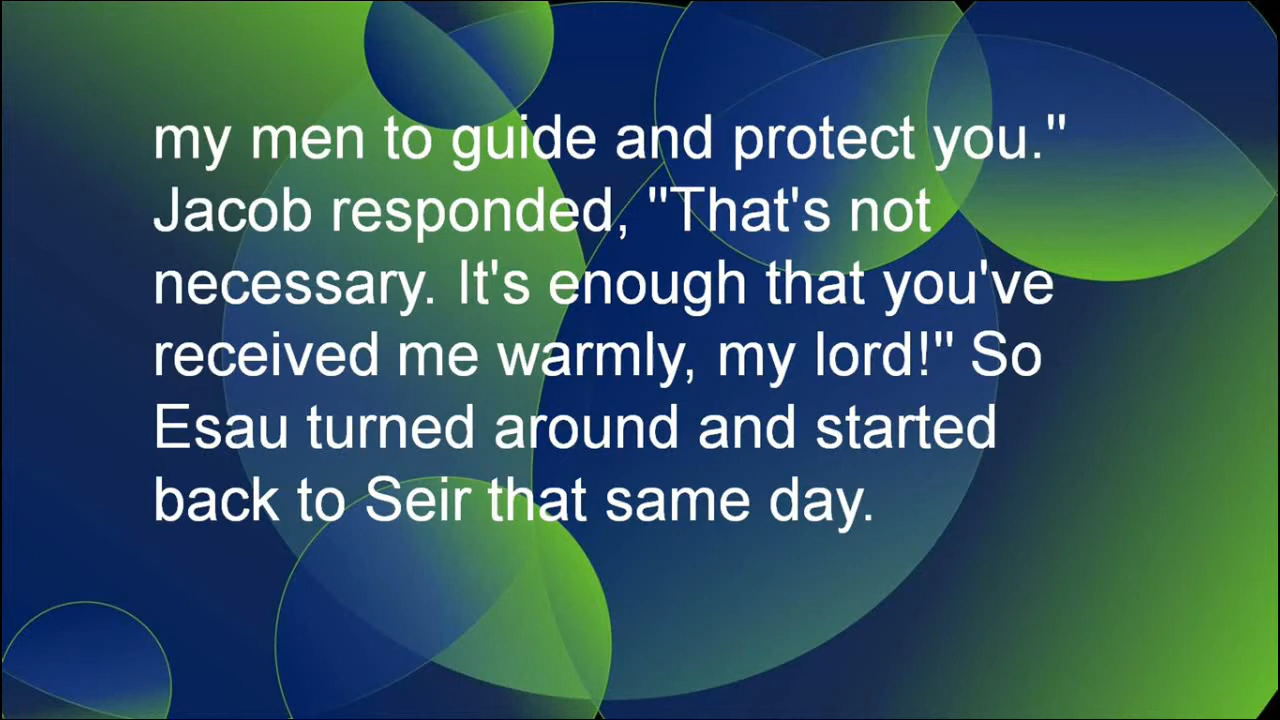 my men to guide and protect you."
Jacob responded, "That's not
necessary. It's enough that you've
received me warmly, my lord!" So
Esau turned around and started
back to Seir that same day.